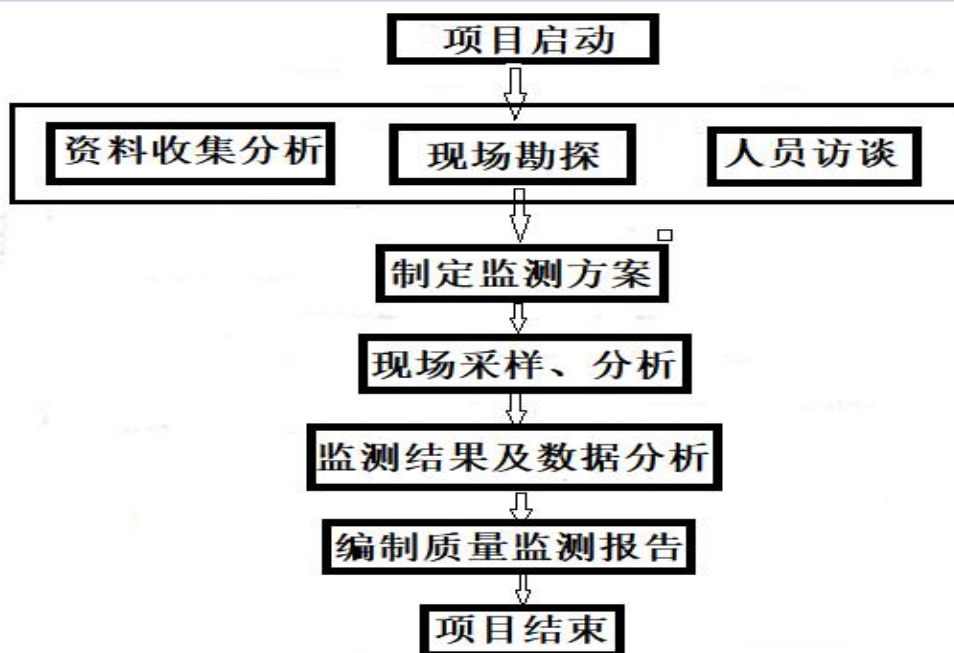 项目启动
资料收集分析 现场勘探 人员访谈
制定监测方案
现场采样、分析
监测结果及数据分析
编制质量监测报告
项目结束